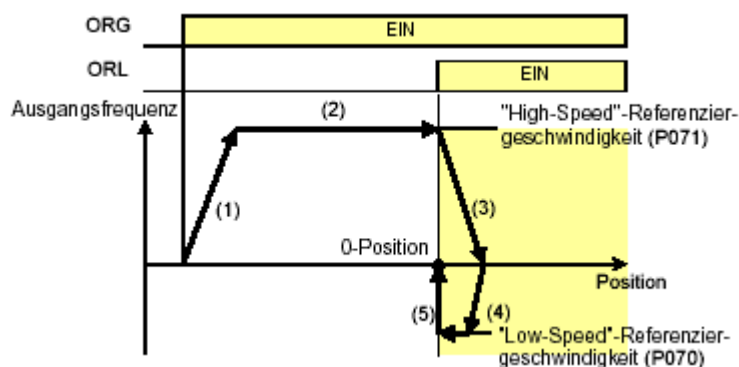 ORG
EIN
ORL
EIN
Ausgangsfrequenz
(2)
"High-Speed"-Referenzier-
geschwindigkeit (P071)
(1)
(3)
0-Position
Position
(5)
(4)
"Low-Speed"-Referenzier-
geschwindigkeit (P070)